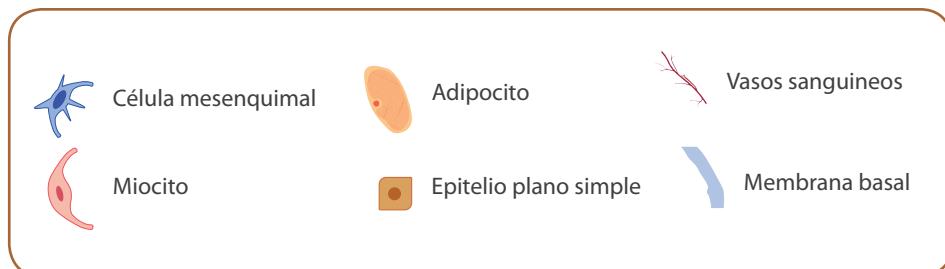 Célula mesenquimal
Adipocito
Vasos sanguineos
Miocito
Epitelio plano simple
Membrana basal